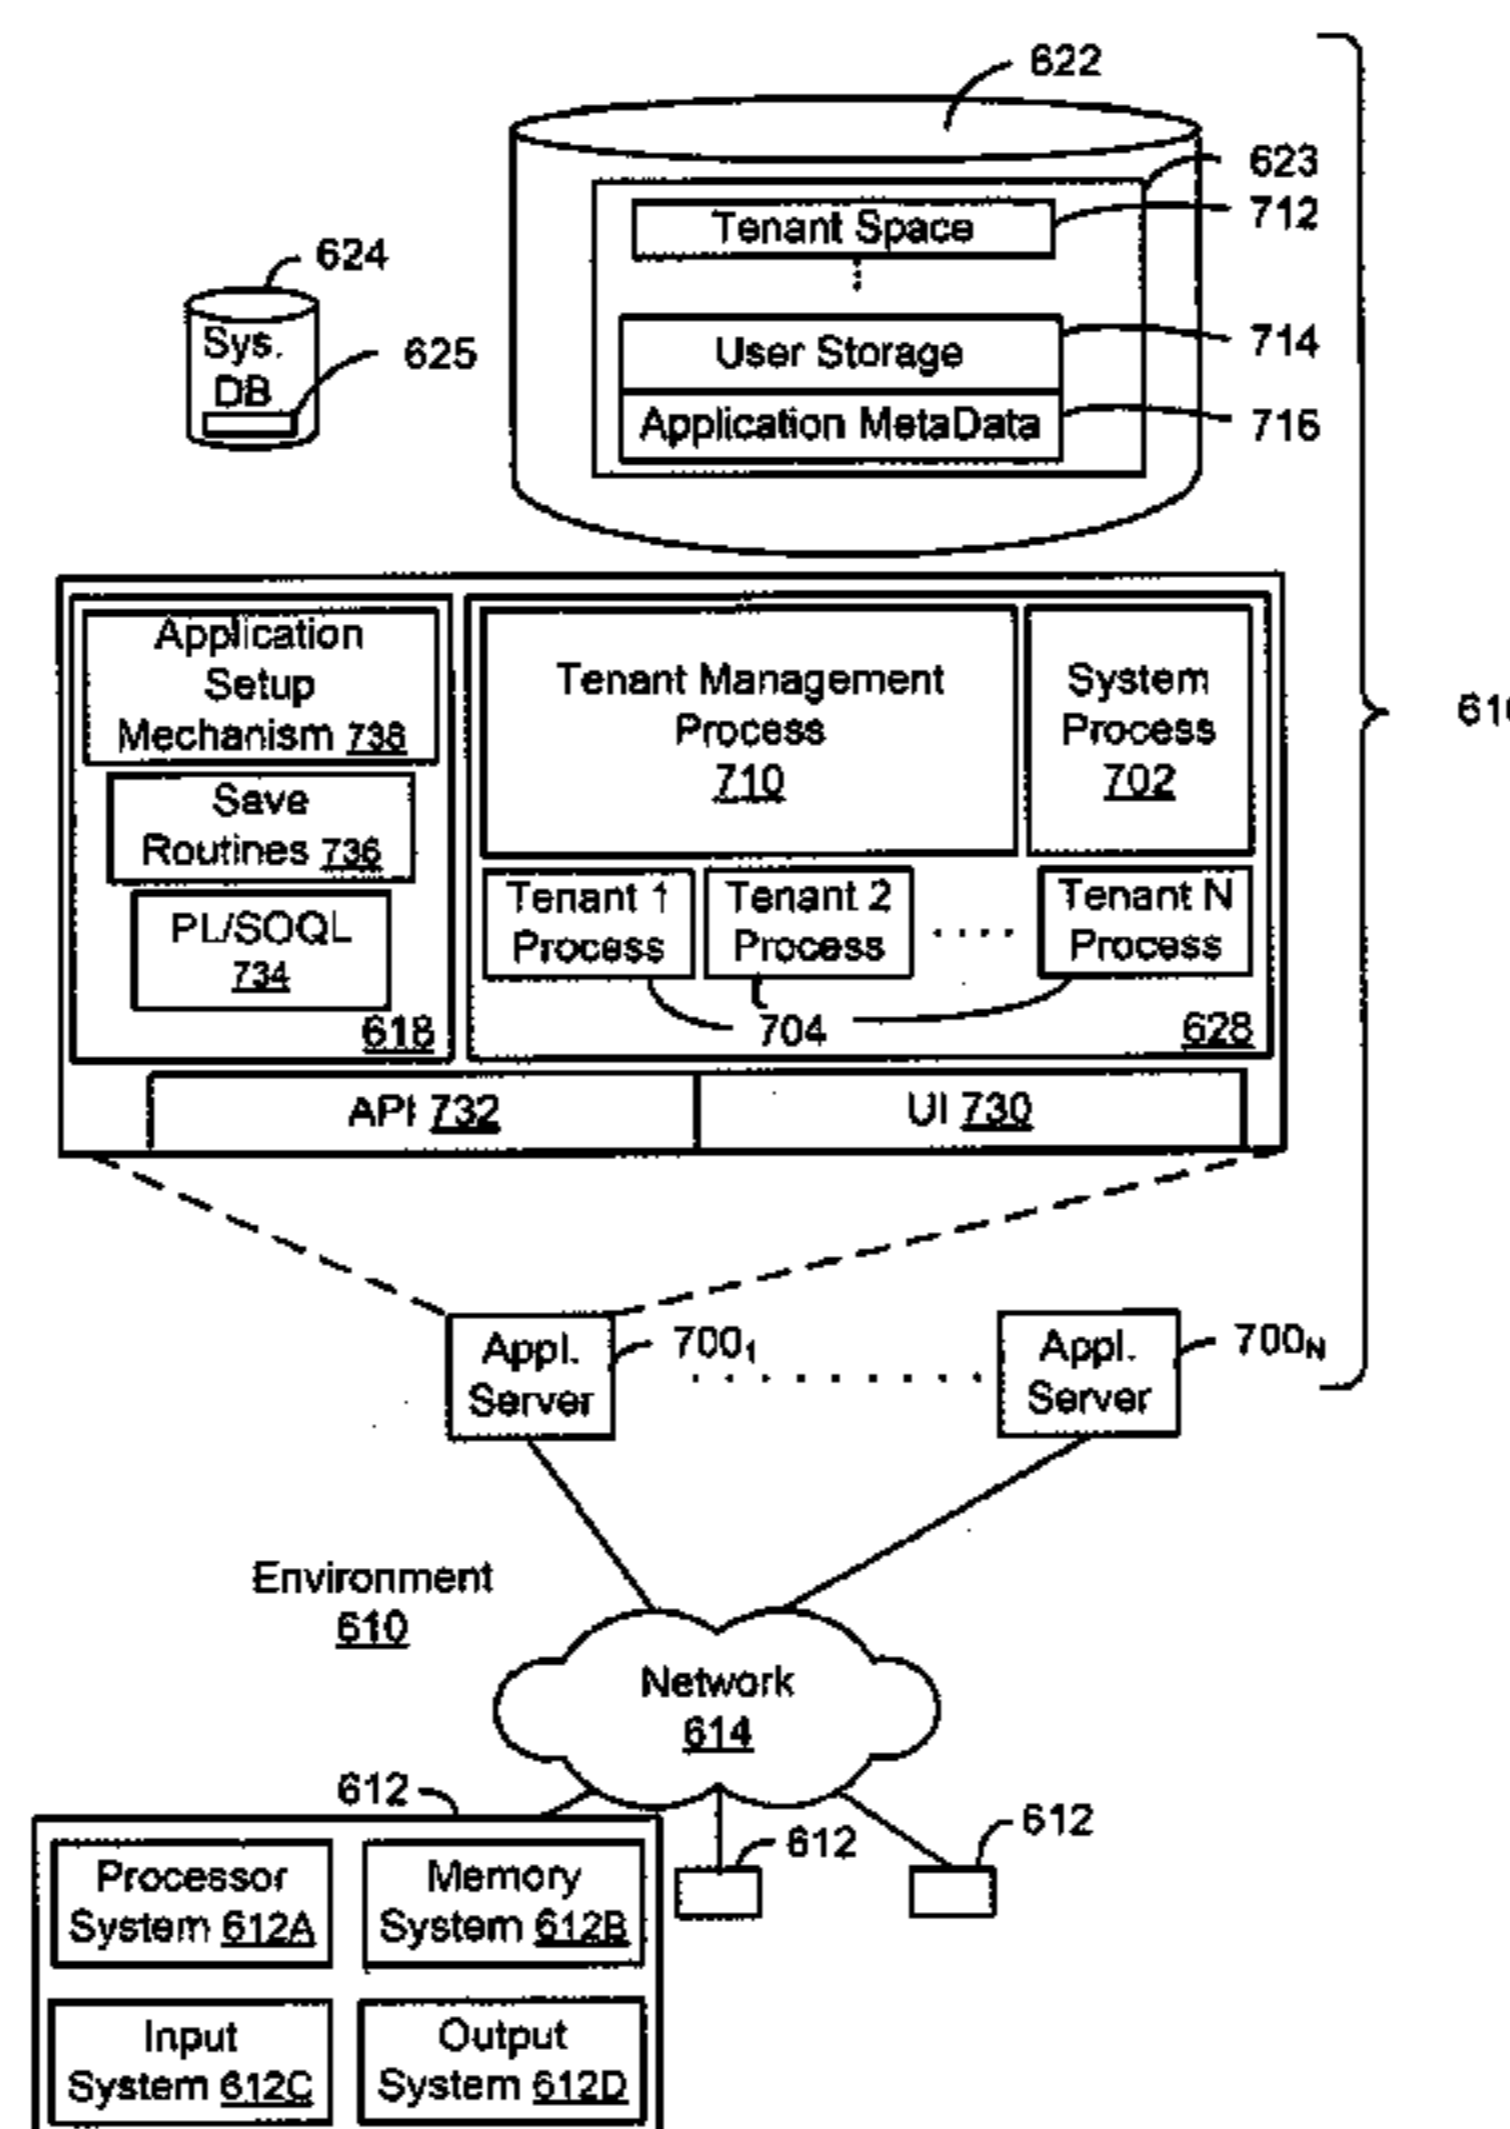 622
623
Tenant Space
712
624
Sys.
DB
625
User Storage
714
Application MetaData
716
Application
Setup
Mechanism 738
Tenant Management
Process
710
System
Process
702
Save
Routines 736
Tenant 1
Process
Tenant 2
Process
....
Tenant N
Process
PL/SOQL
734
704
618
628
API 732
UI 730
Appl.
Server
700₁
Appl.
Server
700N
Environment
610
Network
614
612
612
612
Processor
System 612A
Memory
System 612B
Input
System 612C
Output
System 612D